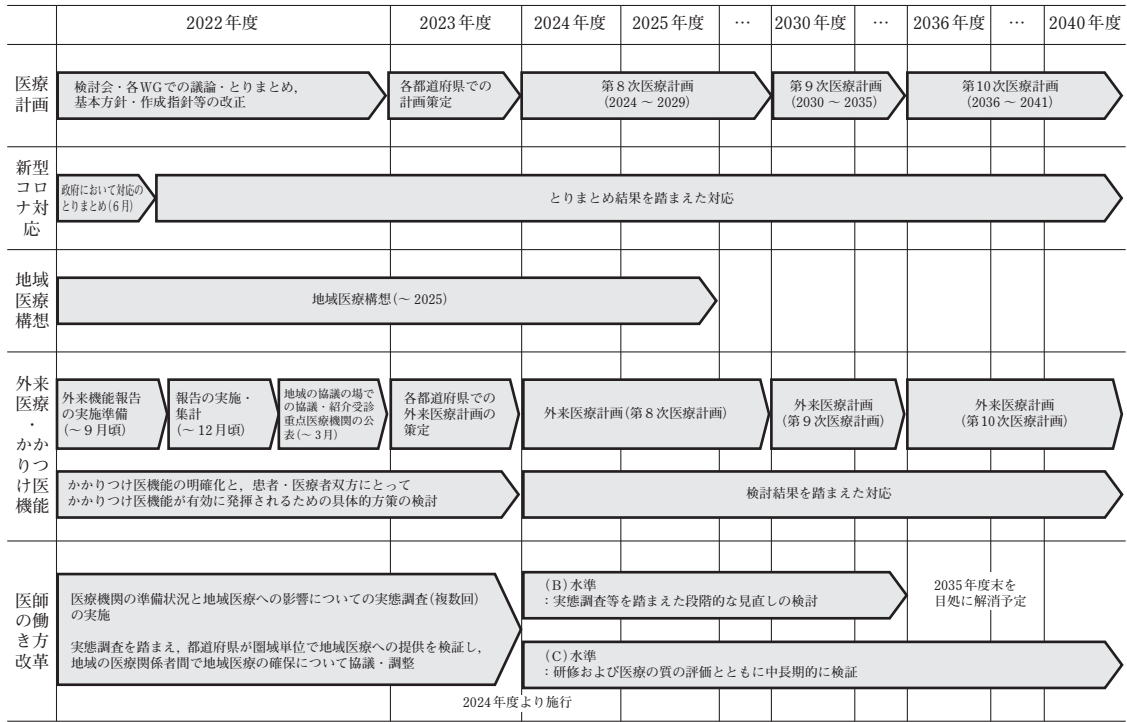 2022年度
2023年度
2024年度
2025年度
…
2030年度
…
2036年度
…
2040年度
医療
計画
検討会・各WGでの議論・とりまとめ,
基本方針・作成指針等の改正
各都道府県での
計画策定
第8次医療計画
(2024 ～ 2029)
第9次医療計画
(2030 ～ 2035)
第10次医療計画
(2036 ～ 2041)
新型
コロ
ナ対
応
政府において対応の
とりまとめ(6月)
とりまとめ結果を踏まえた対応
地域
医療
構想
地域医療構想(～ 2025)
外来
医療
・
かか
りつ
け医
機能
外来機能報告
の実施準備
(～ 9月頃)
報告の実施・
集計
(～ 12月頃)
地域の協議の場で
の協議・紹介受診
重点医療機関の公
表(～ 3月)
各都道府県での
外来医療計画の
策定
外来医療計画(第8次医療計画)
外来医療計画
(第9次医療計画)
外来医療計画
(第10次医療計画)
かかりつけ医機能の明確化と，患者・医療者双方にとって
かかりつけ医機能が有効に発揮されるための具体的方策の検討
検討結果を踏まえた対応
医師
の働
き方
改革
医療機関の準備状況と地域医療への影響についての実態調査(複数回)
の実施
実態調査を踏まえ，都道府県が圏域単位で地域医療への提供を検証し，
地域の医療関係者間で地域医療の確保について協議・調整
(B)水準
：実態調査等を踏まえた段階的な見直しの検討
2035年度末を
目処に解消予定
(C)水準
：研修および医療の質の評価とともに中長期的に検証
2024年度より施行